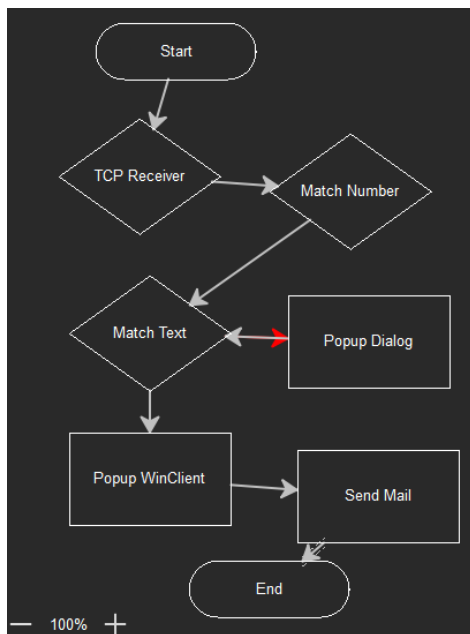 Start
TCP Receiver
Match Number
Match Text
Popup Dialog
Popup WinClient
Send Mail
End
100%